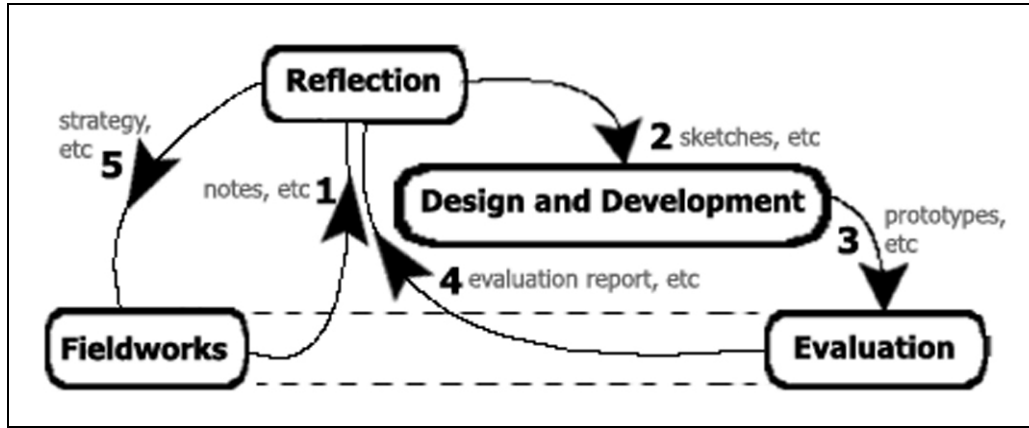 Reflection
strategy,
etc 5
notes, etc 1
2 sketches, etc
Design and Development
prototypes,
3 etc
4 evaluation report, etc
Fieldworks
Evaluation